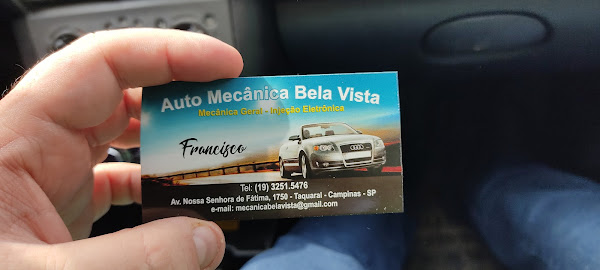 Auto Mecânica Bela Vista
Mecânica Geral - Injeção Eletrônica
Francisco
Tel: (19) 3251.5476
Av. Nossa Senhora de Fátima, 1750 - Taquaral - Campinas - SP
e-mail: mecanicabelavista@gmail.com